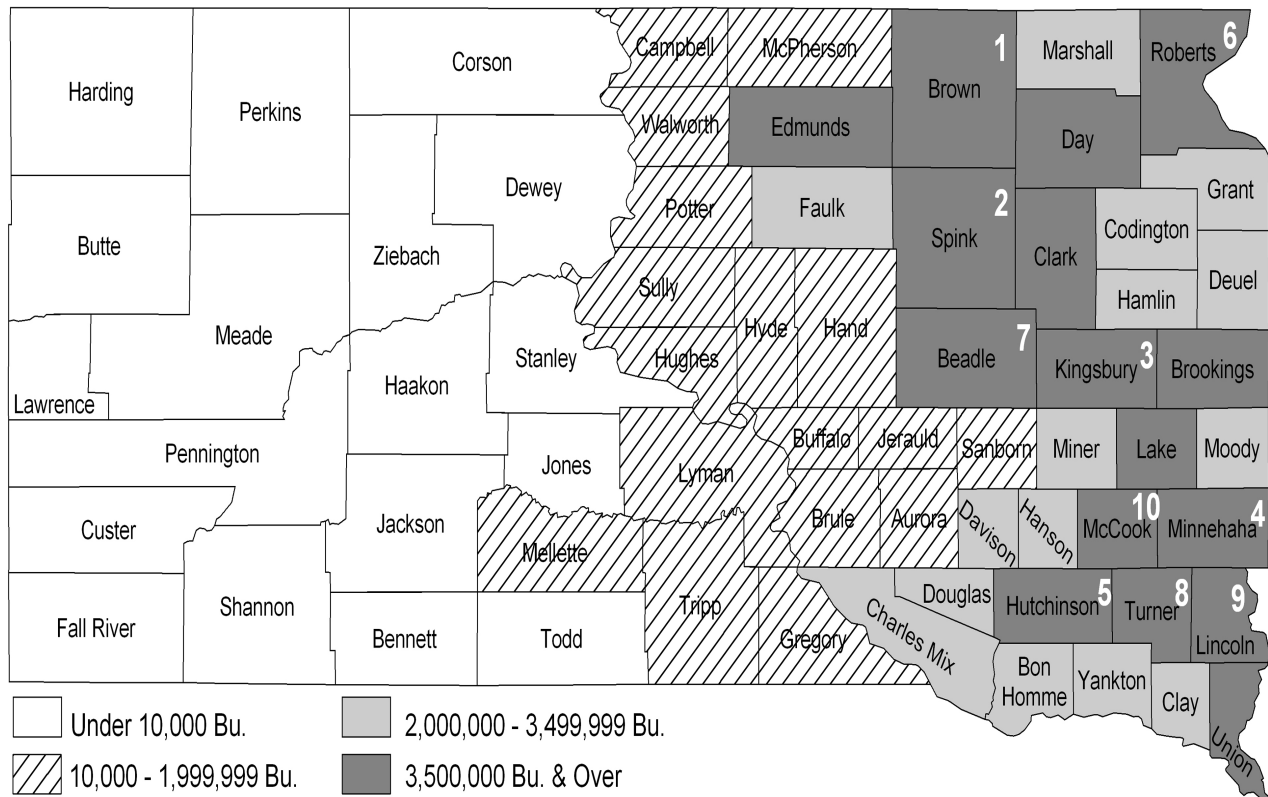 Campbell
McPherson
1
Marshall
6
Roberts
Harding
Corson
Perkins
Brown
Walworth
Edmunds
Day
Dewey
Potter
Faulk
2
Grant
Butte
Ziebach
Spink
Clark
Codington
Sully
Deuel
Hamlin
Meade
Hyde
Hand
Stanley
Hughes
Beadle
7
Kingsbury
3
Brookings
Haakon
Lawrence
Pennington
Jones
Lyman
Buffalo
Jerauld
Sanborn
Miner
Lake
Moody
Custer
Jackson
Mellette
Brule
Aurora
Davison
Hanson
McCook
10
Minnehaha
4
Fall River
Shannon
Bennett
Todd
Tripp
Gregory
Charles Mix
Douglas
Hutchinson
5
Turner
8
Lincoln
9
Bon
Homme
Yankton
Clay
Union
Under 10,000 Bu.
2,000,000 - 3,499,999 Bu.
10,000 - 1,999,999 Bu.
3,500,000 Bu. & Over